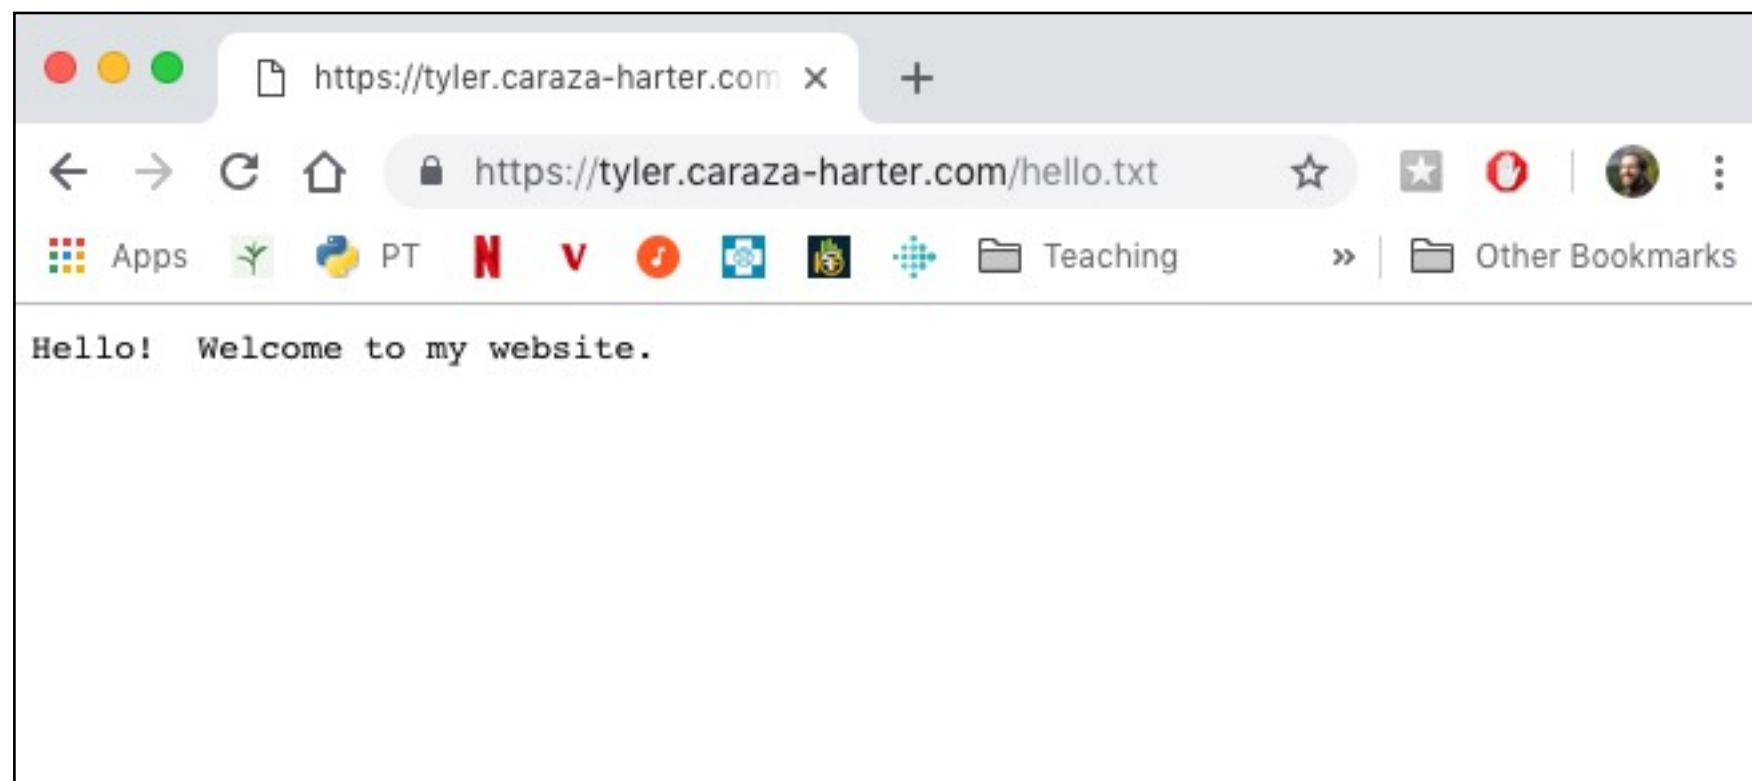 https://tyler.caraza-harter.com
https://tyler.caraza-harter.com/hello.txt
Apps PT N V Teaching » Other Bookmarks
Hello!  Welcome to my website.